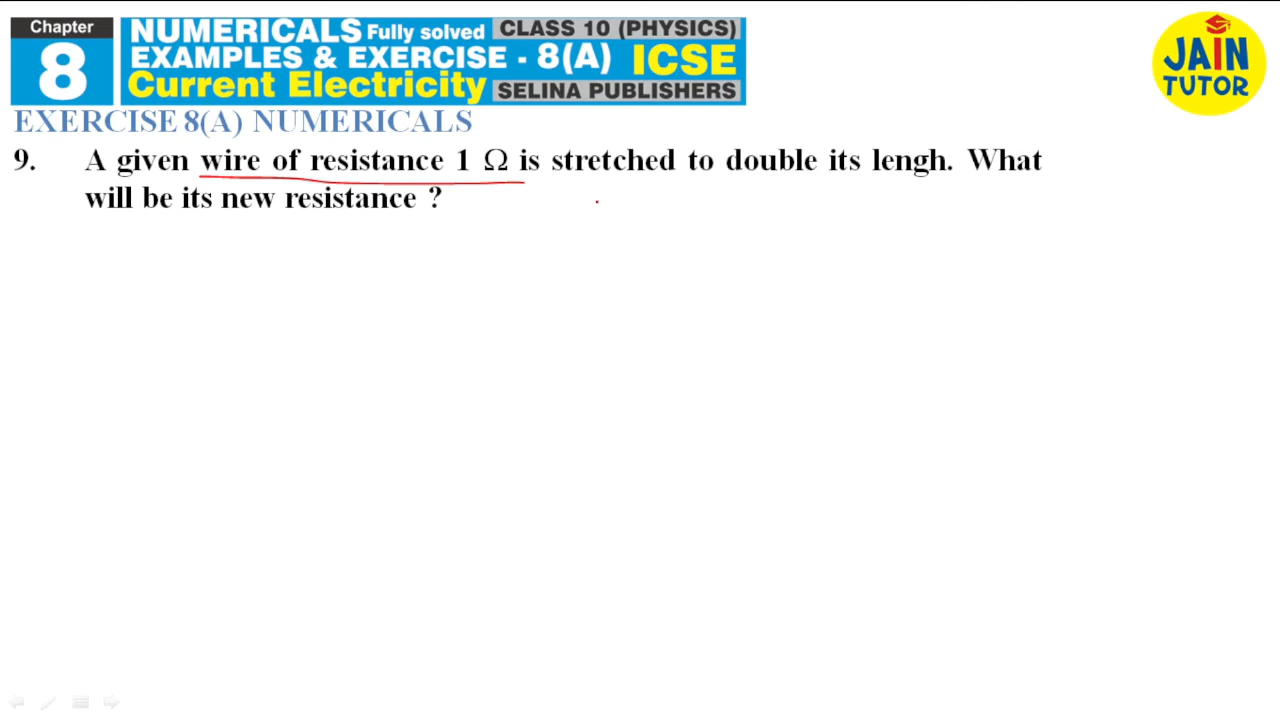 Chapter
8
NUMERICALS Fully solved
EXAMPLES & EXERCISE - 8(A)
Current Electricity
CLASS 10 (PHYSICS)
ICSE
SELINA PUBLISHERS
JAIN
TUTOR
EXERCISE 8(A) NUMERICALS
9. A given wire of resistance 1 Ω is stretched to double its lengh. What
will be its new resistance ?